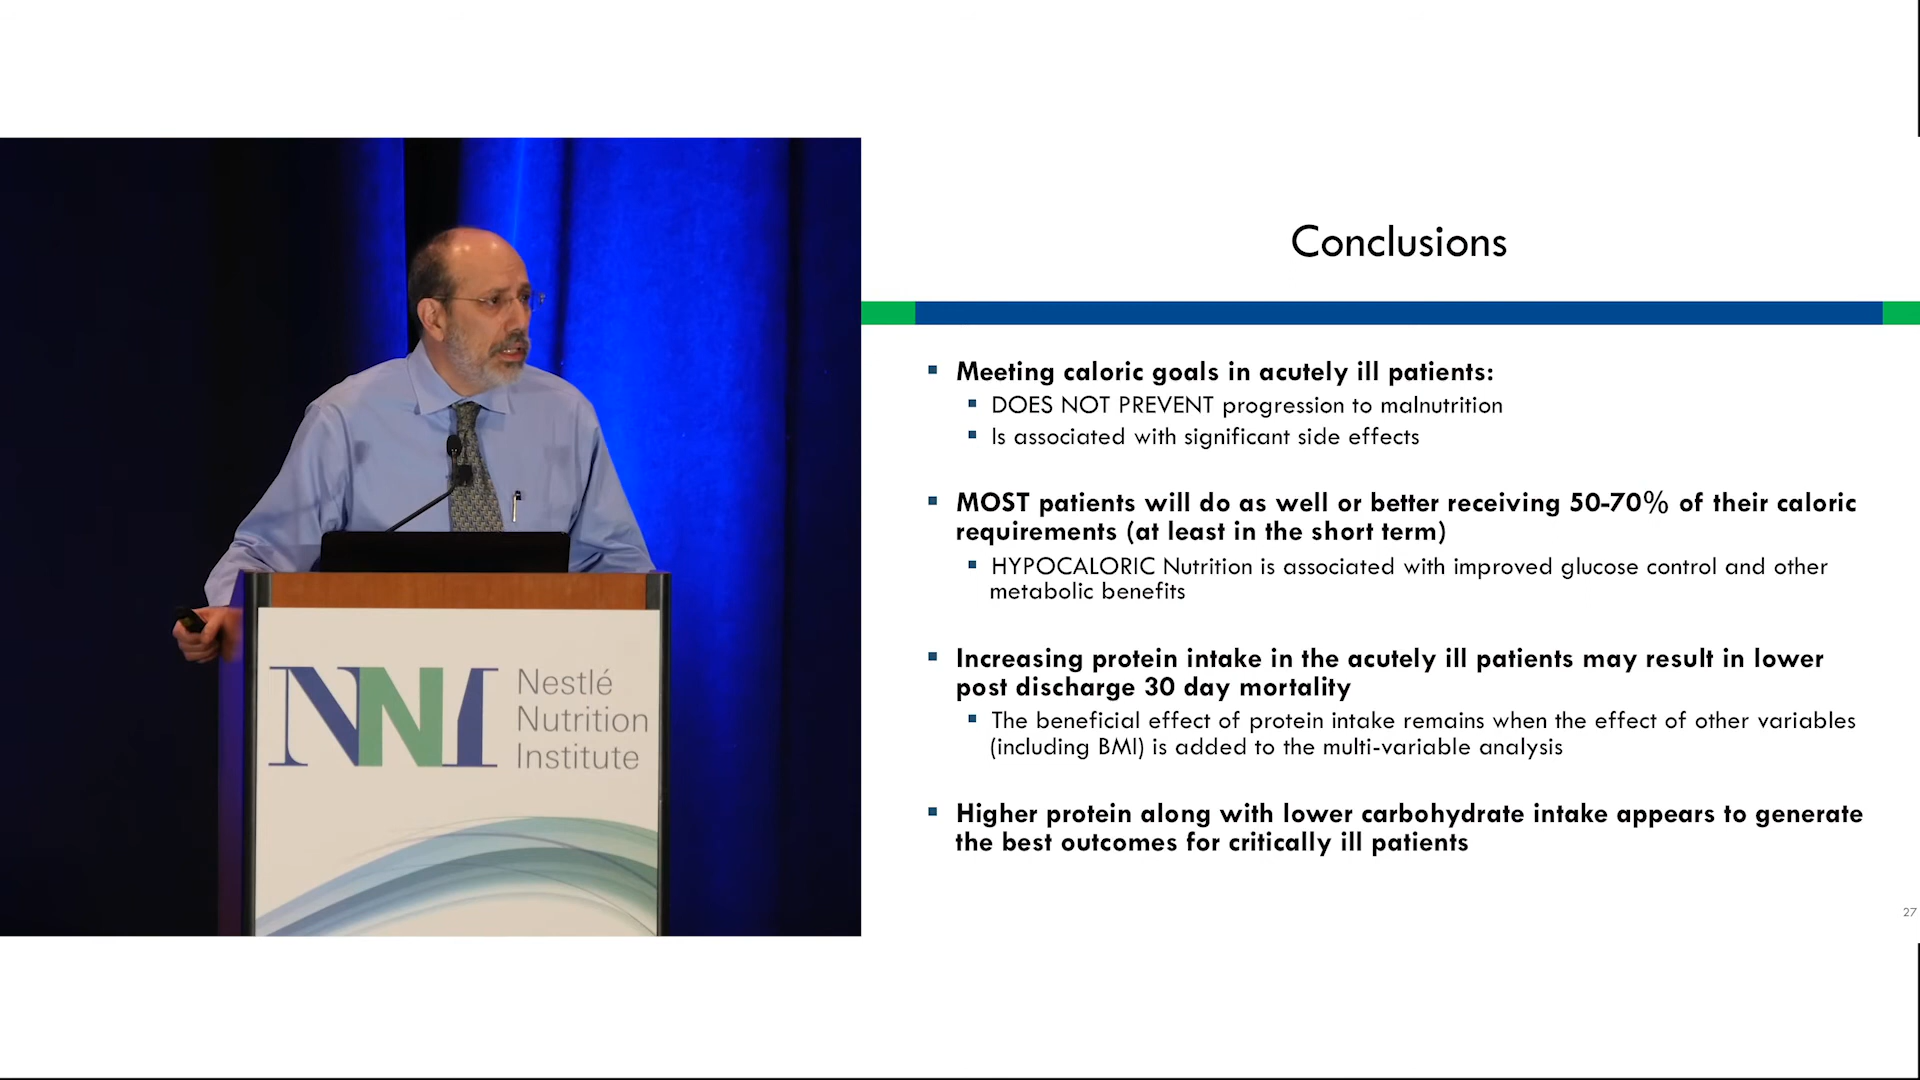 Conclusions
Meeting caloric goals in acutely ill patients:
DOES NOT PREVENT progression to malnutrition
Is associated with significant side effects
MOST patients will do as well or better receiving 50-70% of their caloric
requirements (at least in the short term)
HYPOCALORIC Nutrition is associated with improved glucose control and other
metabolic benefits
Increasing protein intake in the acutely ill patients may result in lower
post discharge 30 day mortality
The beneficial effect of protein intake remains when the effect of other variables
(including BMI) is added to the multi-variable analysis
Higher protein along with lower carbohydrate intake appears to generate
the best outcomes for critically ill patients
27
NNI
Nestlé
Nutrition
Institute